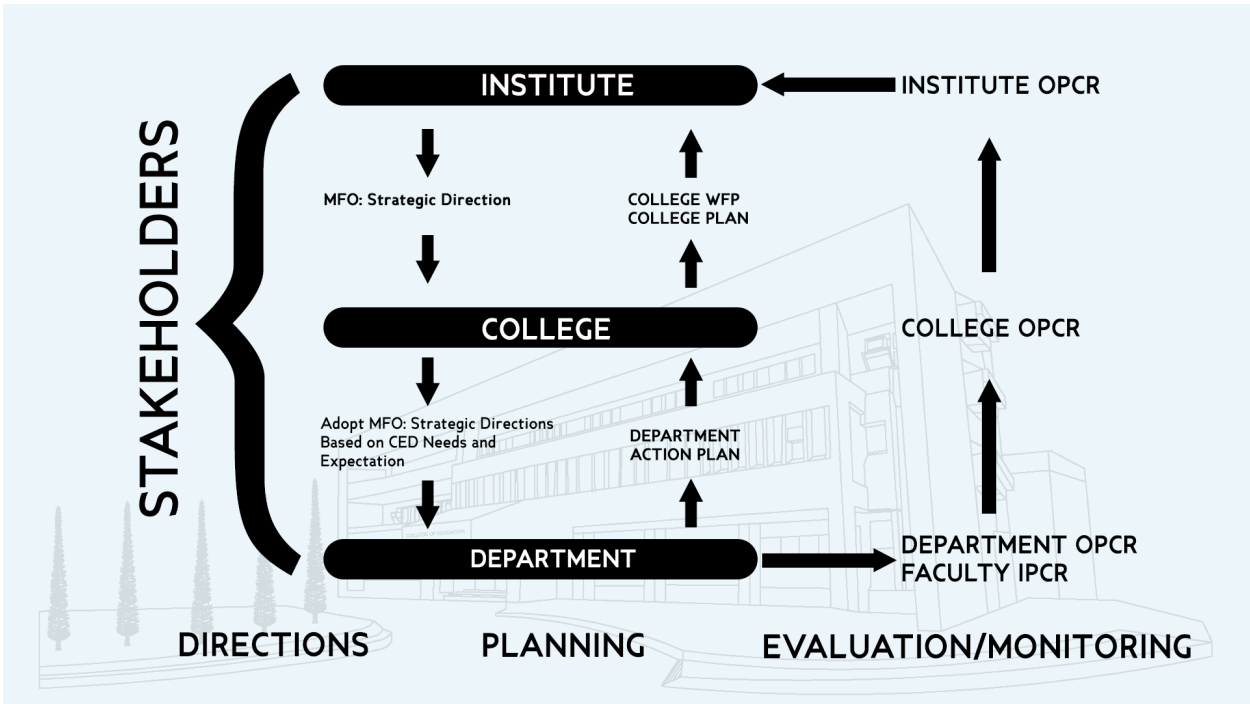 STAKEHOLDERS
INSTITUTE
INSTITUTE OPCR
MFO: Strategic Direction
COLLEGE WFP
COLLEGE PLAN
COLLEGE
COLLEGE OPCR
Adopt MFO: Strategic Directions
Based on CED Needs and
Expectation
DEPARTMENT
ACTION PLAN
DEPARTMENT
DEPARTMENT OPCR
FACULTY IPCR
DIRECTIONS
PLANNING
EVALUATION/MONITORING